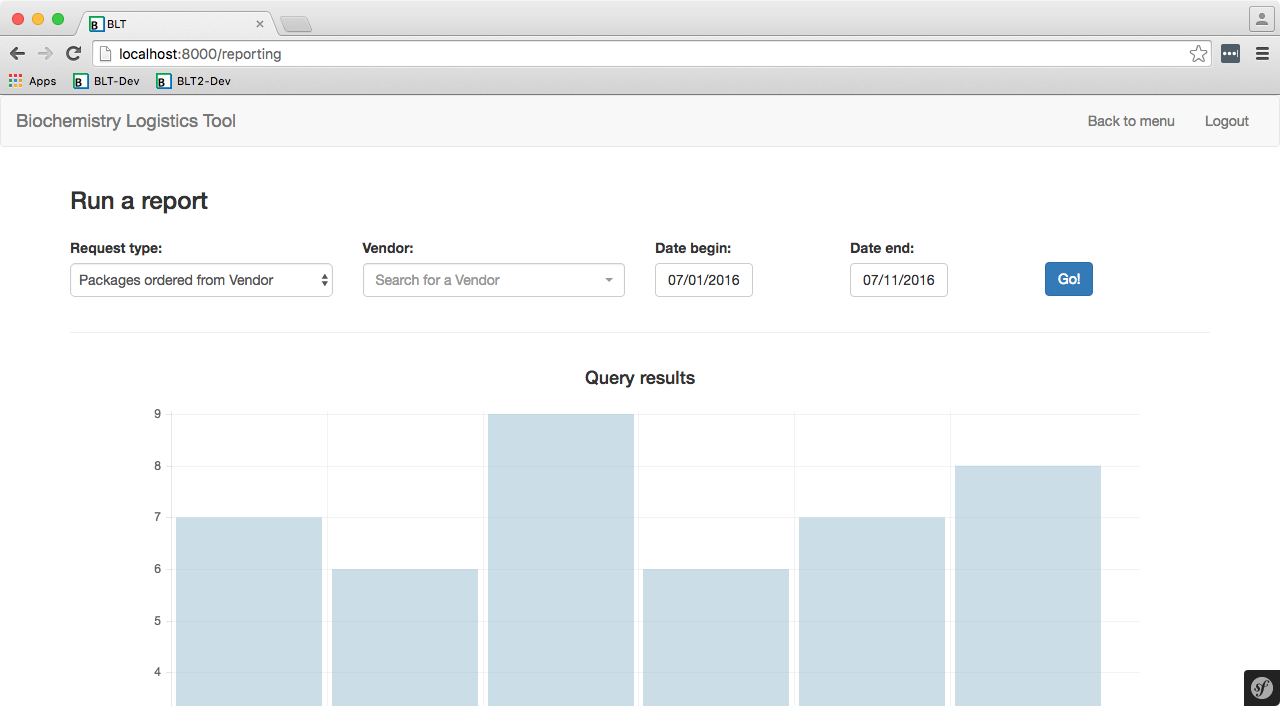 B BLT ×
localhost:8000/reporting
Apps B BLT-Dev B BLT2-Dev
Biochemistry Logistics Tool Back to menu Logout
Run a report
Request type: Vendor: Date begin: Date end:
Packages ordered from Vendor Search for a Vendor 07/01/2016 07/11/2016 Go!
Query results
9
8
7
6
5
4
sf